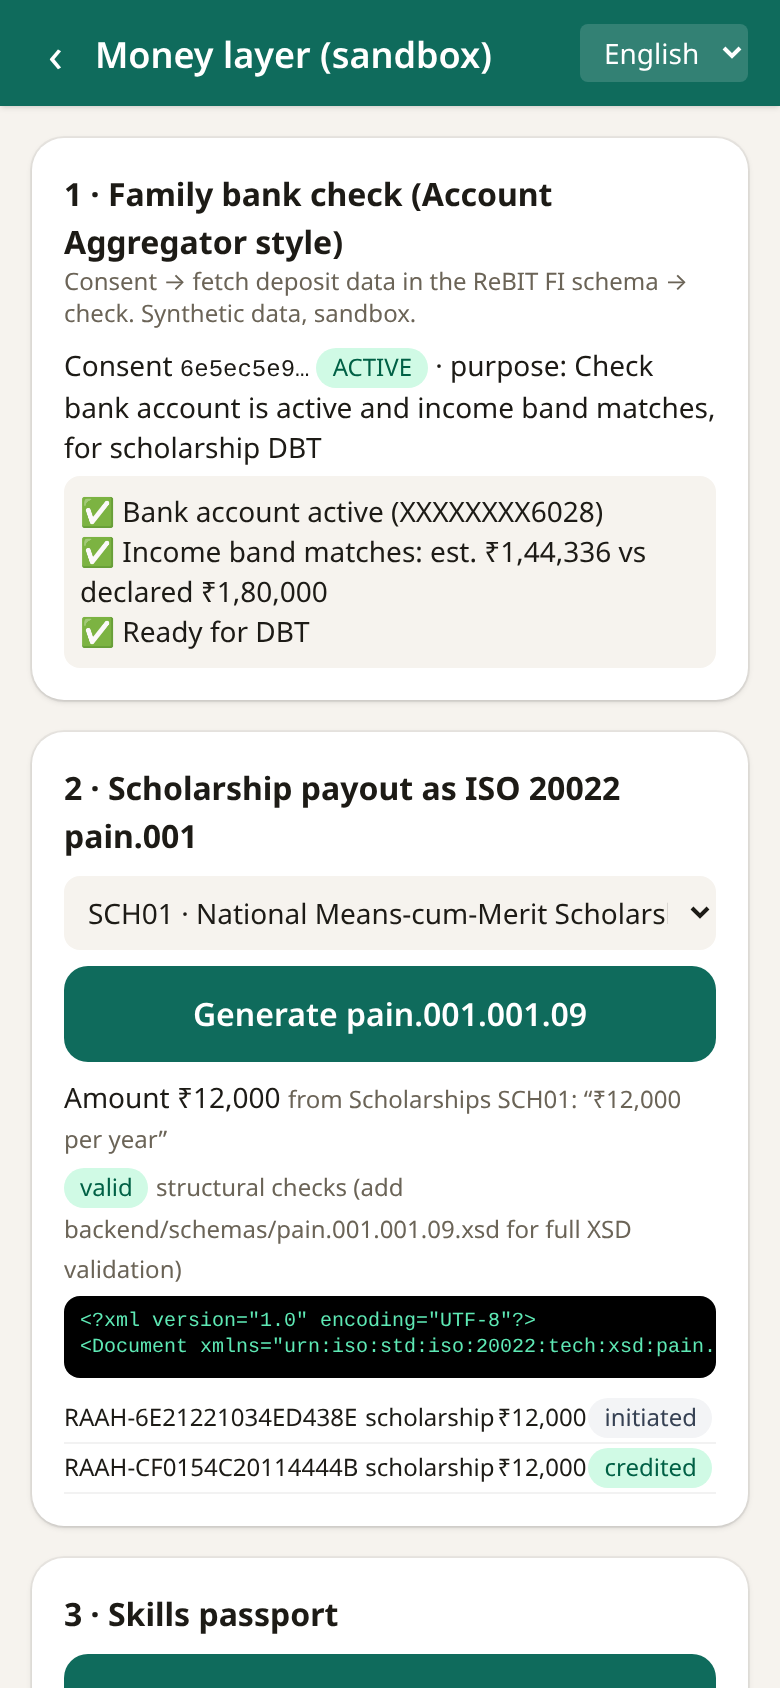 ‹ Money layer (sandbox) English
1 · Family bank check (Account
Aggregator style)
Consent → fetch deposit data in the ReBIT FI schema →
check. Synthetic data, sandbox.
Consent 6e5ec5e9… ACTIVE · purpose: Check
bank account is active and income band matches,
for scholarship DBT
✅ Bank account active (XXXXXXXX6028)
✅ Income band matches: est. ₹1,44,336 vs
declared ₹1,80,000
✅ Ready for DBT
2 · Scholarship payout as ISO 20022
pain.001
SCH01 · National Means-cum-Merit Scholars
Generate pain.001.001.09
Amount ₹12,000 from Scholarships SCH01: “₹12,000
per year”
valid structural checks (add
backend/schemas/pain.001.001.09.xsd for full XSD
validation)
<?xml version="1.0" encoding="UTF-8"?>
<Document xmlns="urn:iso:std:iso:20022:tech:xsd:pain.
RAAH-6E21221034ED438E scholarship ₹12,000 initiated
RAAH-CF0154C20114444B scholarship ₹12,000 credited
3 · Skills passport